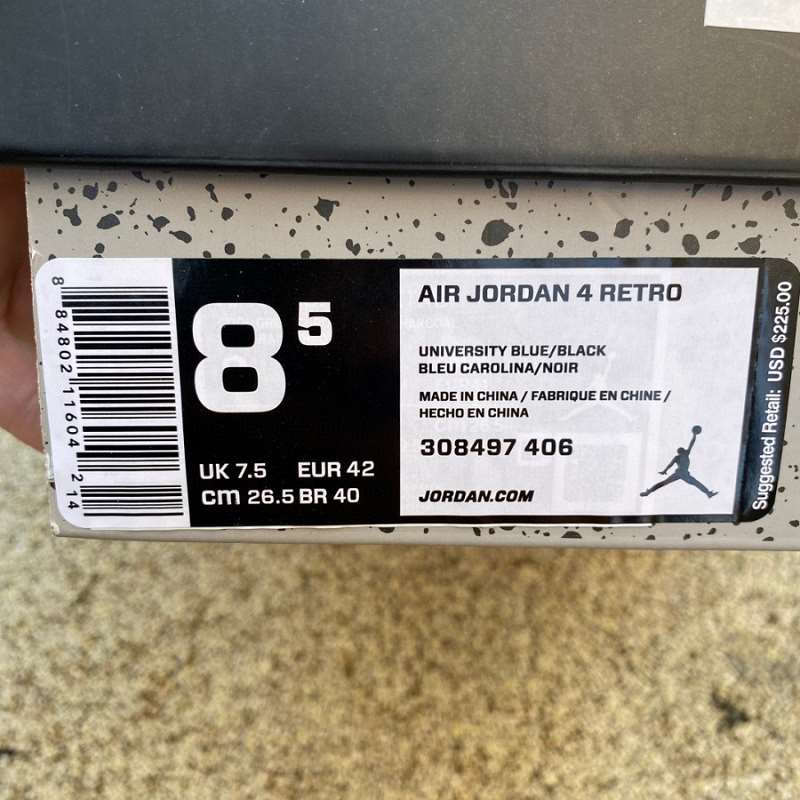 8 84802 11604 214
8 5
UK 7.5 EUR 42
cm 26.5 BR 40
AIR JORDAN 4 RETRO
UNIVERSITY BLUE/BLACK
BLEU CAROLINA/NOIR
MADE IN CHINA / FABRIQUE EN CHINE /
HECHO EN CHINA
308497 406
JORDAN.COM
Suggested Retail: USD $225.00